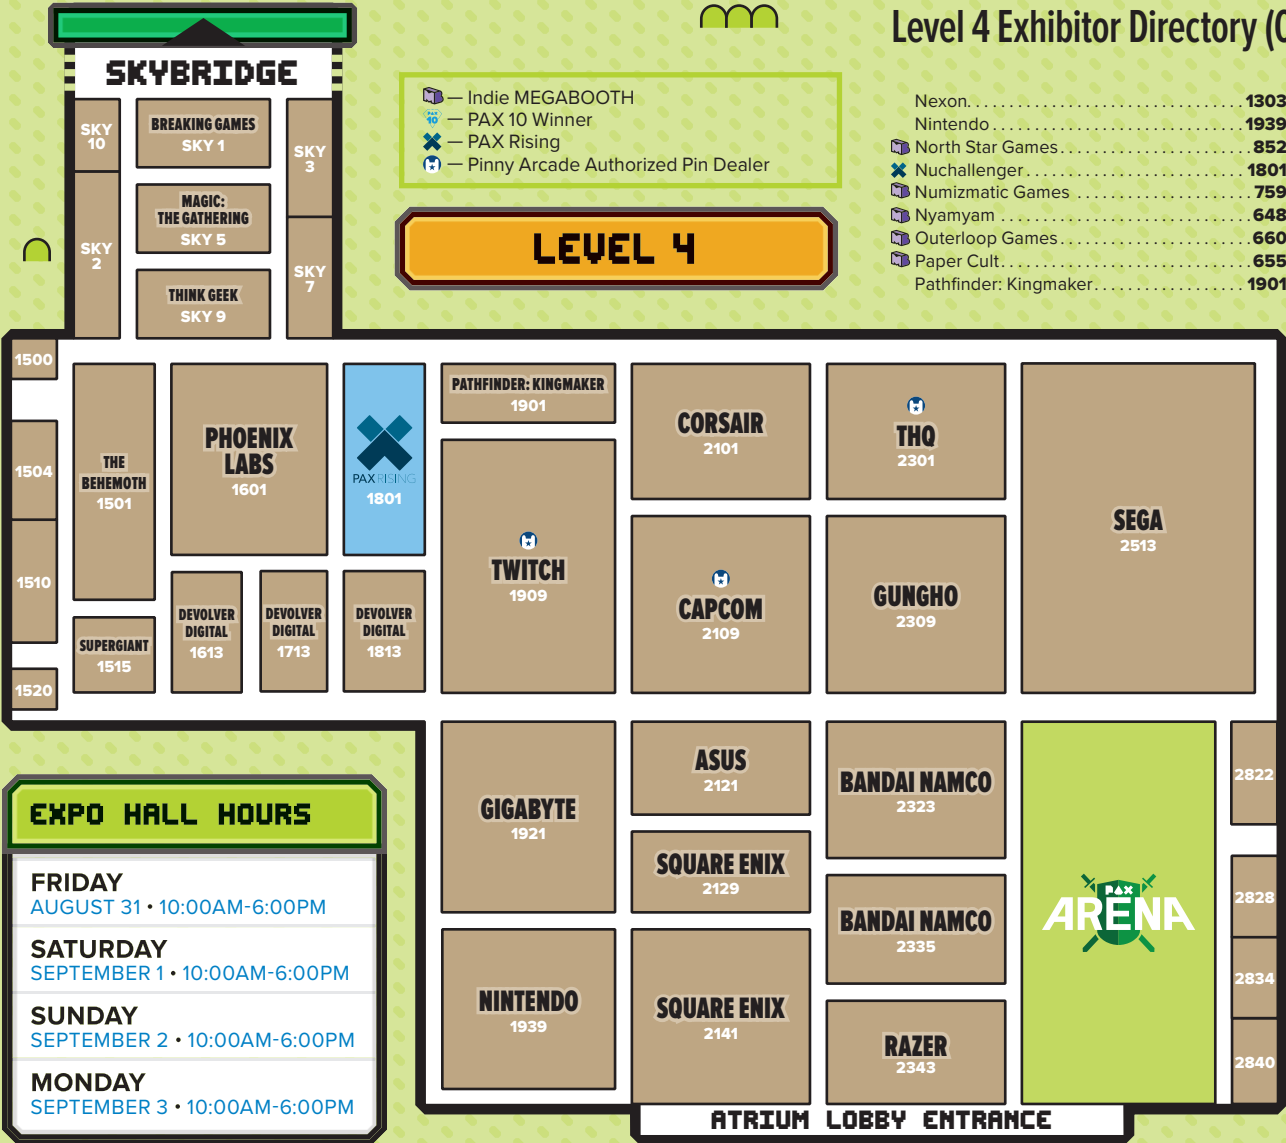 Level 4 Exhibitor Directory (
SKYBRIDGE
SKY 10
BREAKING GAMES
SKY 1
SKY 3
MAGIC:
THE GATHERING
SKY 5
SKY 2
SKY 7
THINK GEEK
SKY 9
— Indie MEGABOOTH
— PAX 10 Winner
— PAX Rising
— Pinny Arcade Authorized Pin Dealer
LEVEL 4
Nexon. . . . . . . . . . . . . . . . . . . . . . . . . . . . . 1303
Nintendo . . . . . . . . . . . . . . . . . . . . . . . . . . . 1939
North Star Games . . . . . . . . . . . . . . . . . . . . 852
Nuchallenger . . . . . . . . . . . . . . . . . . . . . . . . 1801
Numizmatic Games . . . . . . . . . . . . . . . . . . . 759
Nyamyam . . . . . . . . . . . . . . . . . . . . . . . . . . . 648
Outerloop Games . . . . . . . . . . . . . . . . . . . . . 660
Paper Cult. . . . . . . . . . . . . . . . . . . . . . . . . . . 655
Pathfinder: Kingmaker . . . . . . . . . . . . . . . . . 1901
1500
1504
1510
1520
THE
BEHEMOTH
1501
SUPERGIANT
1515
PHOENIX
LABS
1601
DEVOLVER
DIGITAL
1613
DEVOLVER
DIGITAL
1713
PAX RISING
1801
DEVOLVER
DIGITAL
1813
PATHFINDER: KINGMAKER
1901
TWITCH
1909
CORSAIR
2101
CAPCOM
2109
THQ
2301
GUNGHO
2309
SEGA
2513
GIGABYTE
1921
NINTENDO
1939
ASUS
2121
SQUARE ENIX
2129
SQUARE ENIX
2141
BANDAI NAMCO
2323
BANDAI NAMCO
2335
RAZER
2343
PAX
ARENA
2822
2828
2834
2840
ATRIUM LOBBY ENTRANCE
EXPO HALL HOURS
FRIDAY
AUGUST 31 • 10:00AM-6:00PM
SATURDAY
SEPTEMBER 1 • 10:00AM-6:00PM
SUNDAY
SEPTEMBER 2 • 10:00AM-6:00PM
MONDAY
SEPTEMBER 3 • 10:00AM-6:00PM